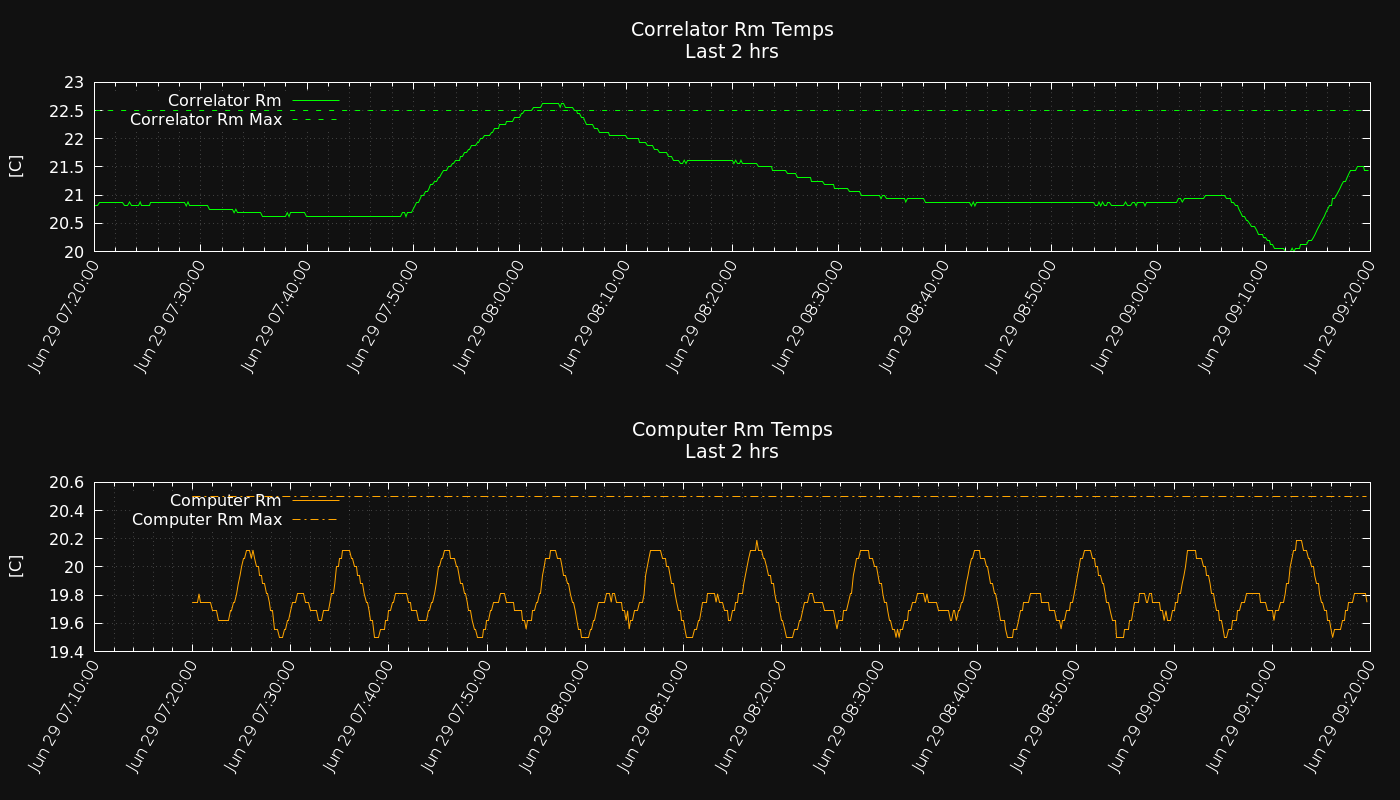 Correlator Rm Temps
Last 2 hrs
23
22.5
22
21.5
21
20.5
20
[C]
Correlator Rm
Correlator Rm Max
Jun 29 07:20:00
Jun 29 07:30:00
Jun 29 07:40:00
Jun 29 07:50:00
Jun 29 08:00:00
Jun 29 08:10:00
Jun 29 08:20:00
Jun 29 08:30:00
Jun 29 08:40:00
Jun 29 08:50:00
Jun 29 09:00:00
Jun 29 09:10:00
Jun 29 09:20:00
Computer Rm Temps
Last 2 hrs
20.6
20.4
20.2
20
19.8
19.6
19.4
[C]
Computer Rm
Computer Rm Max
Jun 29 07:10:00
Jun 29 07:20:00
Jun 29 07:30:00
Jun 29 07:40:00
Jun 29 07:50:00
Jun 29 08:00:00
Jun 29 08:10:00
Jun 29 08:20:00
Jun 29 08:30:00
Jun 29 08:40:00
Jun 29 08:50:00
Jun 29 09:00:00
Jun 29 09:10:00
Jun 29 09:20:00